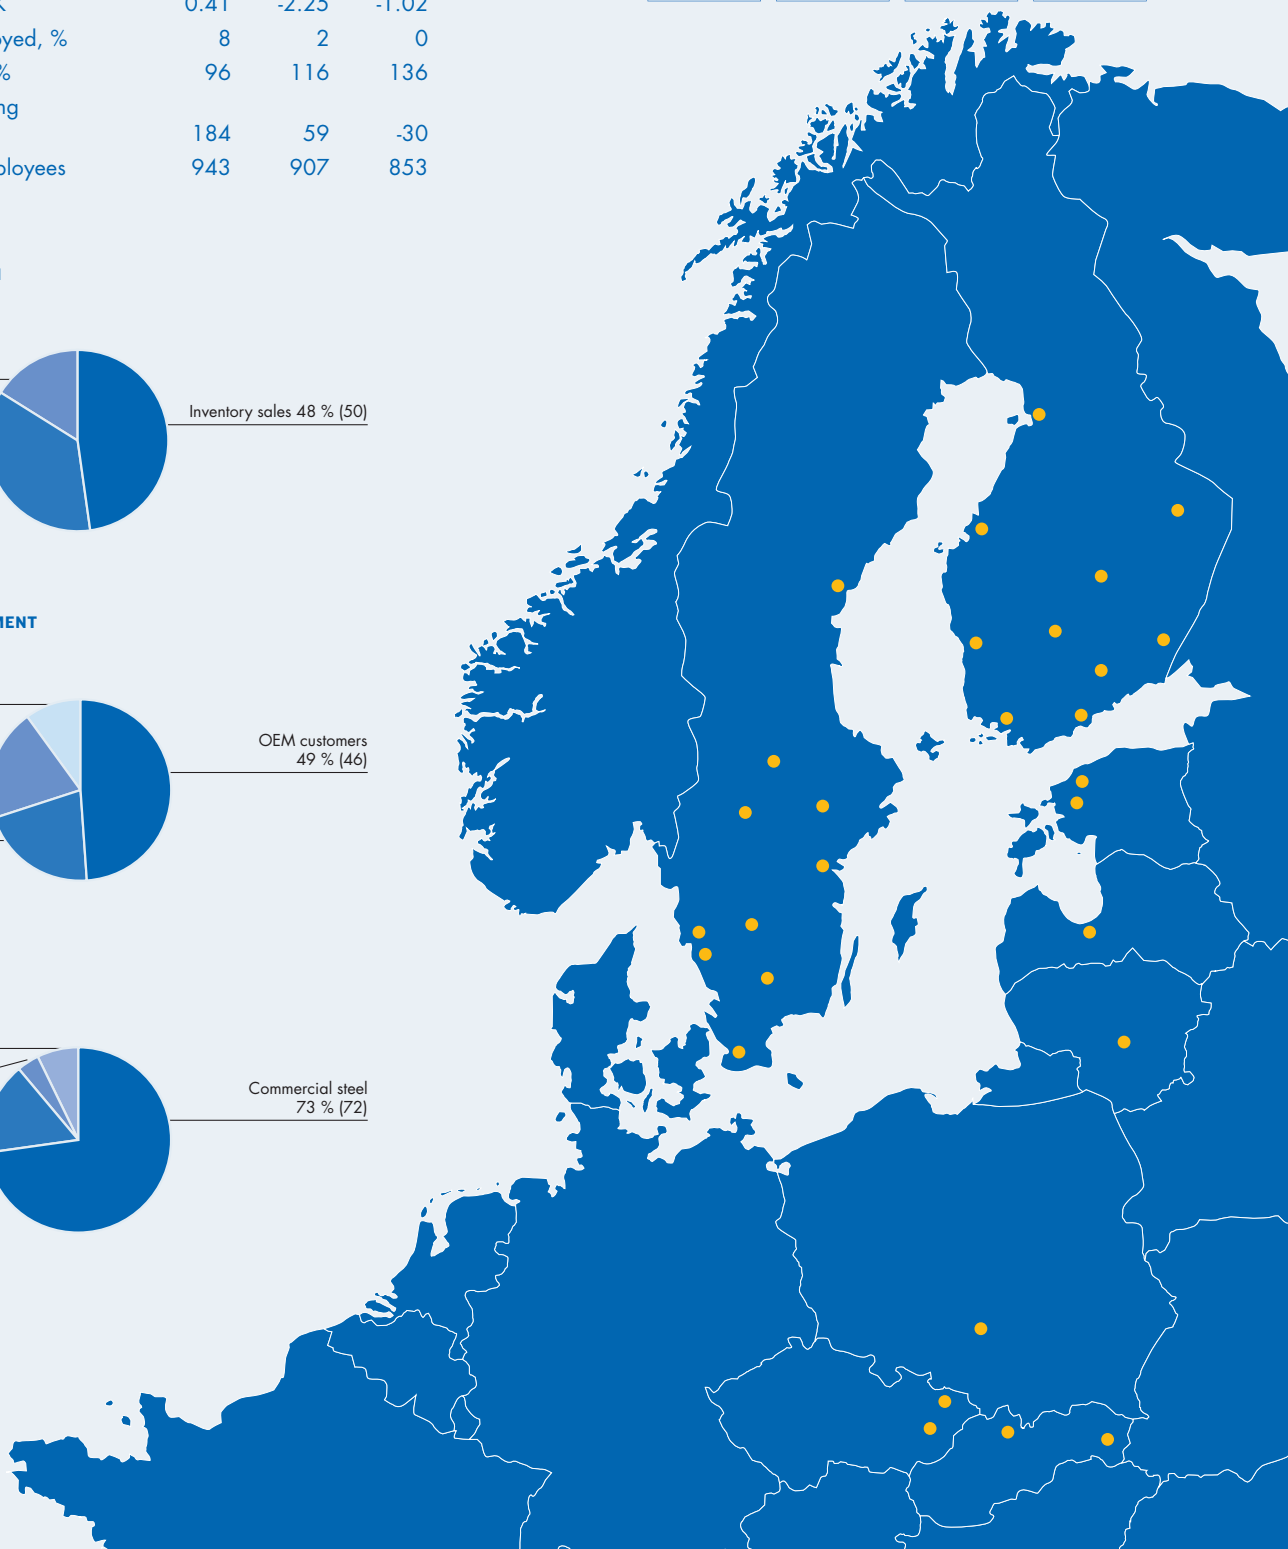 0.41 -2.25 -1.02
yed, % 8 2 0
% 96 116 136
ng
184 59 -30
ployees 943 907 853
Inventory sales 48 % (50)
MENT
OEM customers
49 % (46)
Commercial steel
73 % (72)